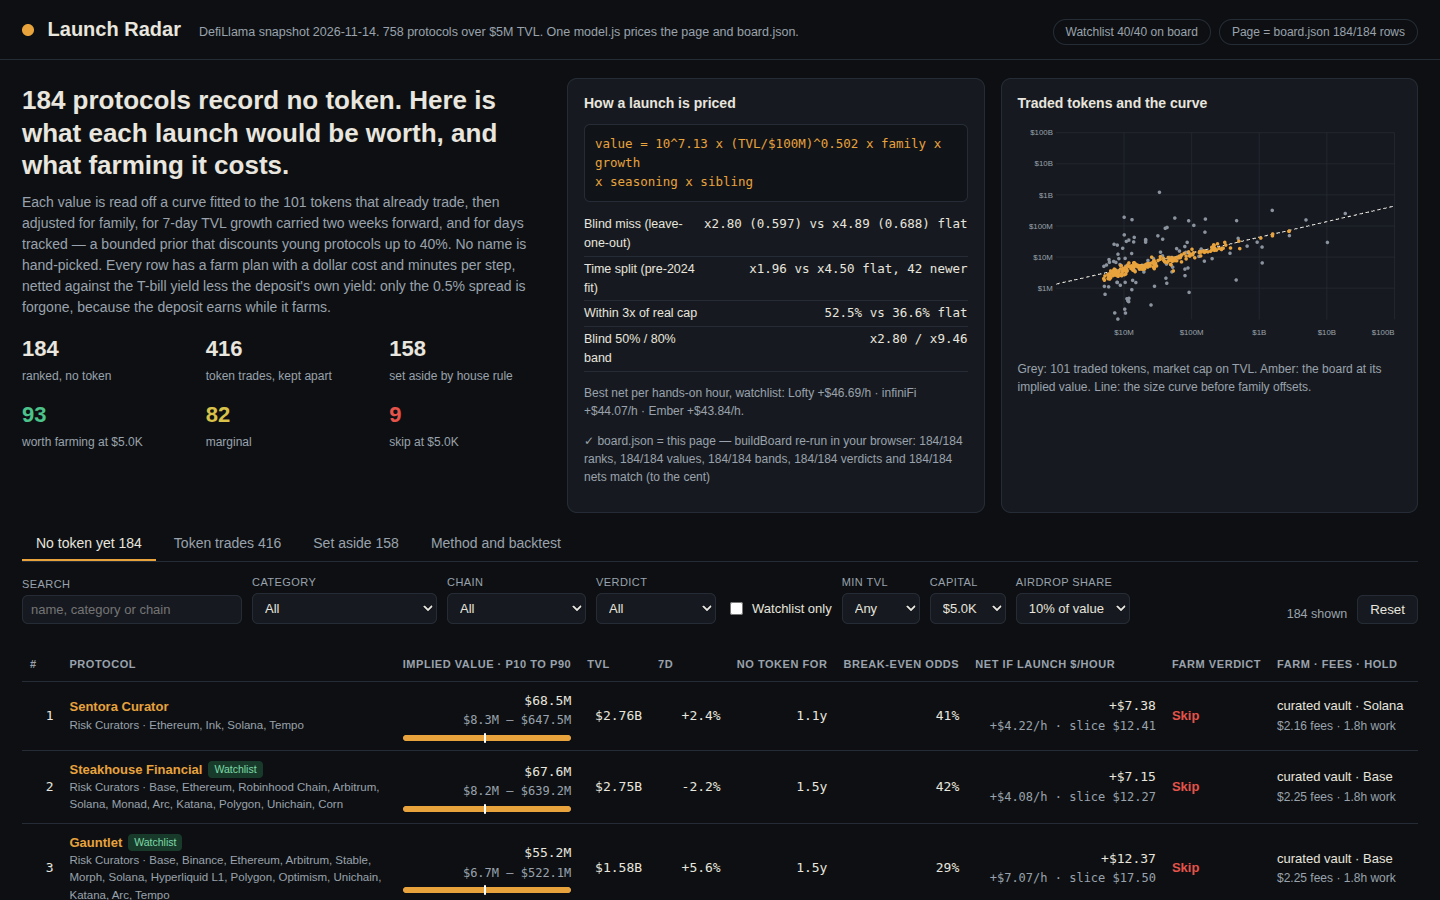 Launch Radar
DefiLlama snapshot 2026-11-14. 758 protocols over $5M TVL. One model.js prices the page and board.json.
Watchlist 40/40 on board
Page = board.json 184/184 rows
184 protocols record no token. Here is
what each launch would be worth, and
what farming it costs.
Each value is read off a curve fitted to the 101 tokens that already trade, then
adjusted for family, for 7-day TVL growth carried two weeks forward, and for days
tracked — a bounded prior that discounts young protocols up to 40%. No name is
hand-picked. Every row has a farm plan with a dollar cost and minutes per step,
netted against the T-bill yield less the deposit's own yield: only the 0.5% spread is
forgone, because the deposit earns while it farms.
184
ranked, no token
416
token trades, kept apart
158
set aside by house rule
93
worth farming at $5.0K
82
marginal
9
skip at $5.0K
How a launch is priced
value = 10^7.13 x (TVL/$100M)^0.502 x family x
growth
x seasoning x sibling
Blind miss (leave-
one-out)
x2.80 (0.597) vs x4.89 (0.688) flat
Time split (pre-2024
fit)
x1.96 vs x4.50 flat, 42 newer
Within 3x of real cap
52.5% vs 36.6% flat
Blind 50% / 80%
band
x2.80 / x9.46
Best net per hands-on hour, watchlist: Lofty +$46.69/h · infiniFi
+$44.07/h · Ember +$43.84/h.
✓ board.json = this page — buildBoard re-run in your browser: 184/184
ranks, 184/184 values, 184/184 bands, 184/184 verdicts and 184/184
nets match (to the cent)
Traded tokens and the curve
$100B
$10B
$1B
$100M
$10M
$1M
$10M
$100M
$1B
$10B
$100B
Grey: 101 traded tokens, market cap on TVL. Amber: the board at its
implied value. Line: the size curve before family offsets.
No token yet 184
Token trades 416
Set aside 158
Method and backtest
SEARCH
name, category or chain
CATEGORY
All
CHAIN
All
VERDICT
All
Watchlist only
MIN TVL
Any
CAPITAL
$5.0K
AIRDROP SHARE
10% of value
184 shown
Reset
# PROTOCOL IMPLIED VALUE · P10 TO P90 TVL 7D NO TOKEN FOR BREAK-EVEN ODDS NET IF LAUNCH $/HOUR FARM VERDICT FARM · FEES · HOLD
1
Sentora Curator
Risk Curators · Ethereum, Ink, Solana, Tempo
$68.5M
$8.3M — $647.5M
$2.76B
+2.4%
1.1y
41%
+$7.38
+$4.22/h · slice $12.41
Skip
curated vault · Solana
$2.16 fees · 1.8h work
2
Steakhouse Financial Watchlist
Risk Curators · Base, Ethereum, Robinhood Chain, Arbitrum,
Solana, Monad, Arc, Katana, Polygon, Unichain, Corn
$67.6M
$8.2M — $639.2M
$2.75B
-2.2%
1.5y
42%
+$7.15
+$4.08/h · slice $12.27
Skip
curated vault · Base
$2.25 fees · 1.8h work
3
Gauntlet Watchlist
Risk Curators · Base, Binance, Ethereum, Arbitrum, Stable,
Morph, Solana, Hyperliquid L1, Polygon, Optimism, Unichain,
Katana, Arc, Tempo
$55.2M
$6.7M — $522.1M
$1.58B
+5.6%
1.5y
29%
+$12.37
+$7.07/h · slice $17.50
Skip
curated vault · Base
$2.25 fees · 1.8h work